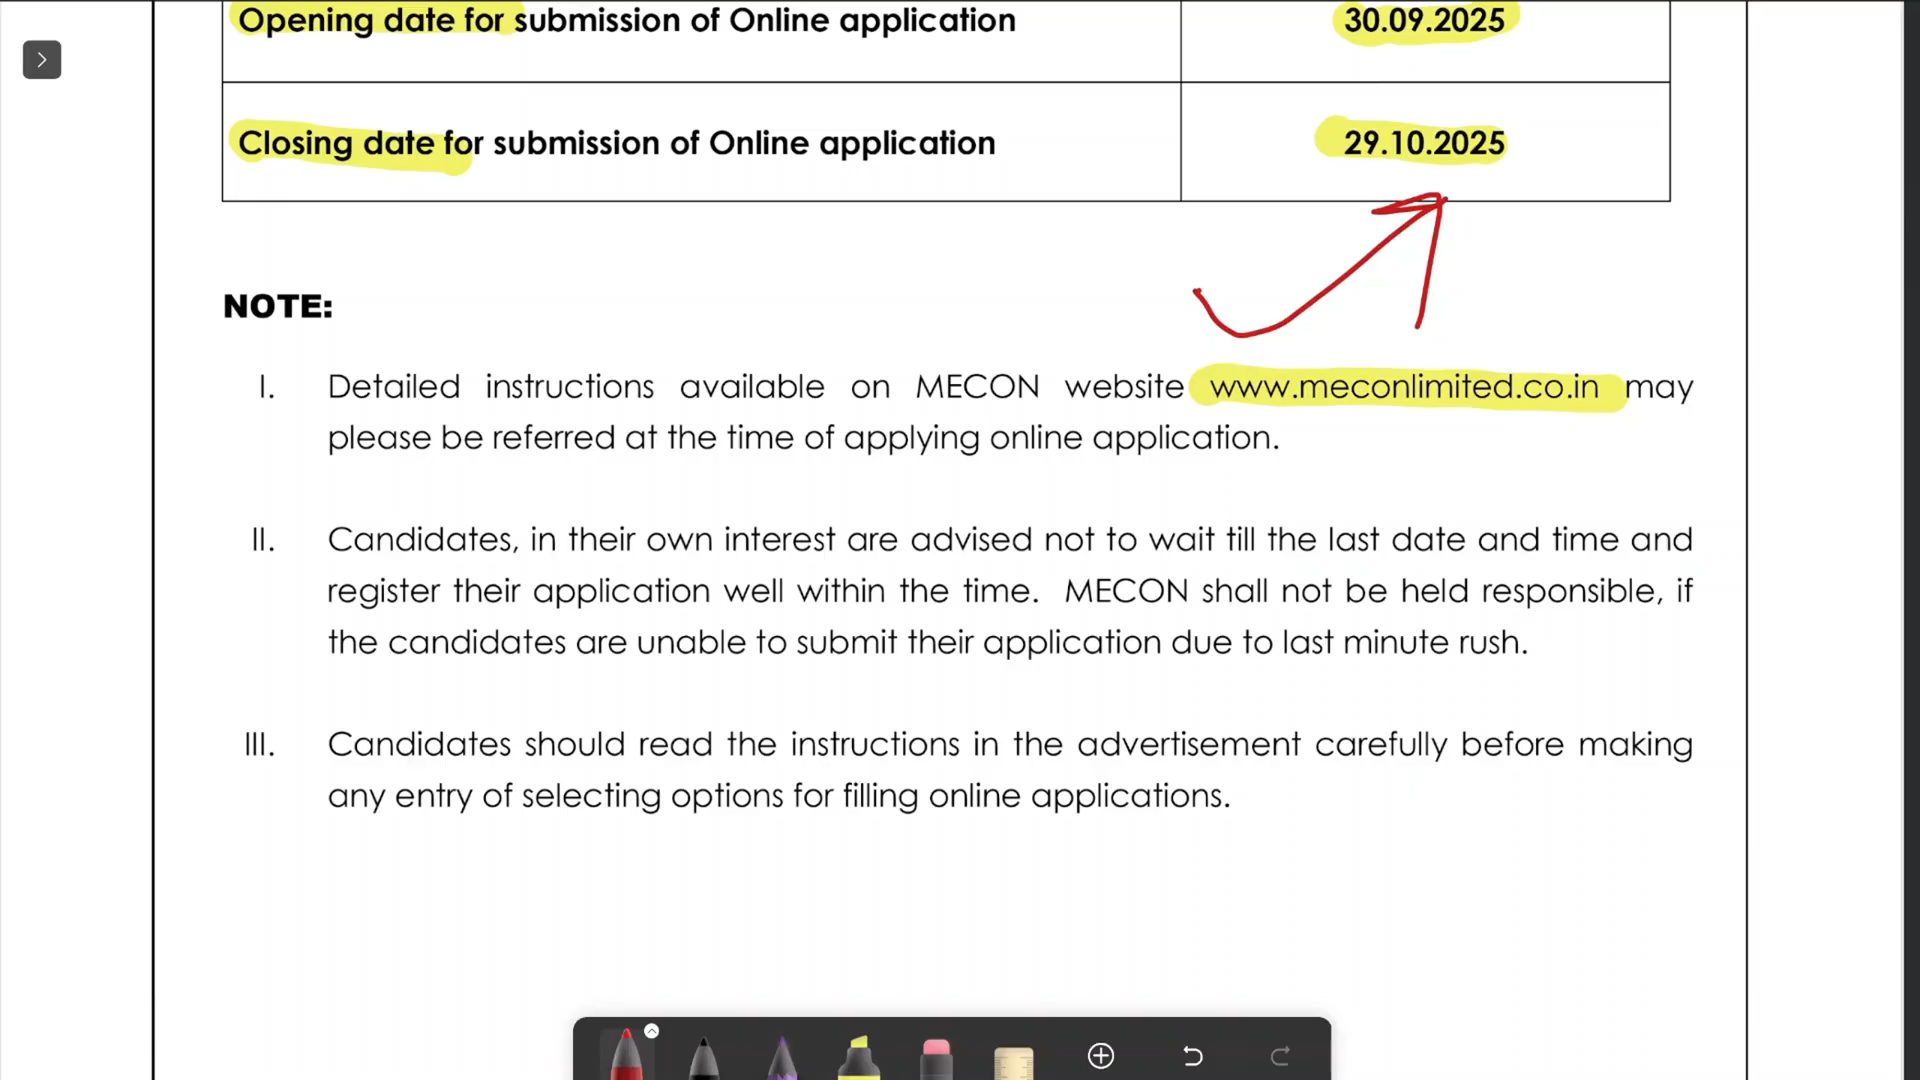 Opening date for submission of Online application 30.09.2025
Closing date for submission of Online application 29.10.2025
NOTE:
I. Detailed instructions available on MECON website www.meconlimited.co.in may
please be referred at the time of applying online application.
II. Candidates, in their own interest are advised not to wait till the last date and time and
register their application well within the time. MECON shall not be held responsible, if
the candidates are unable to submit their application due to last minute rush.
III. Candidates should read the instructions in the advertisement carefully before making
any entry of selecting options for filling online applications.